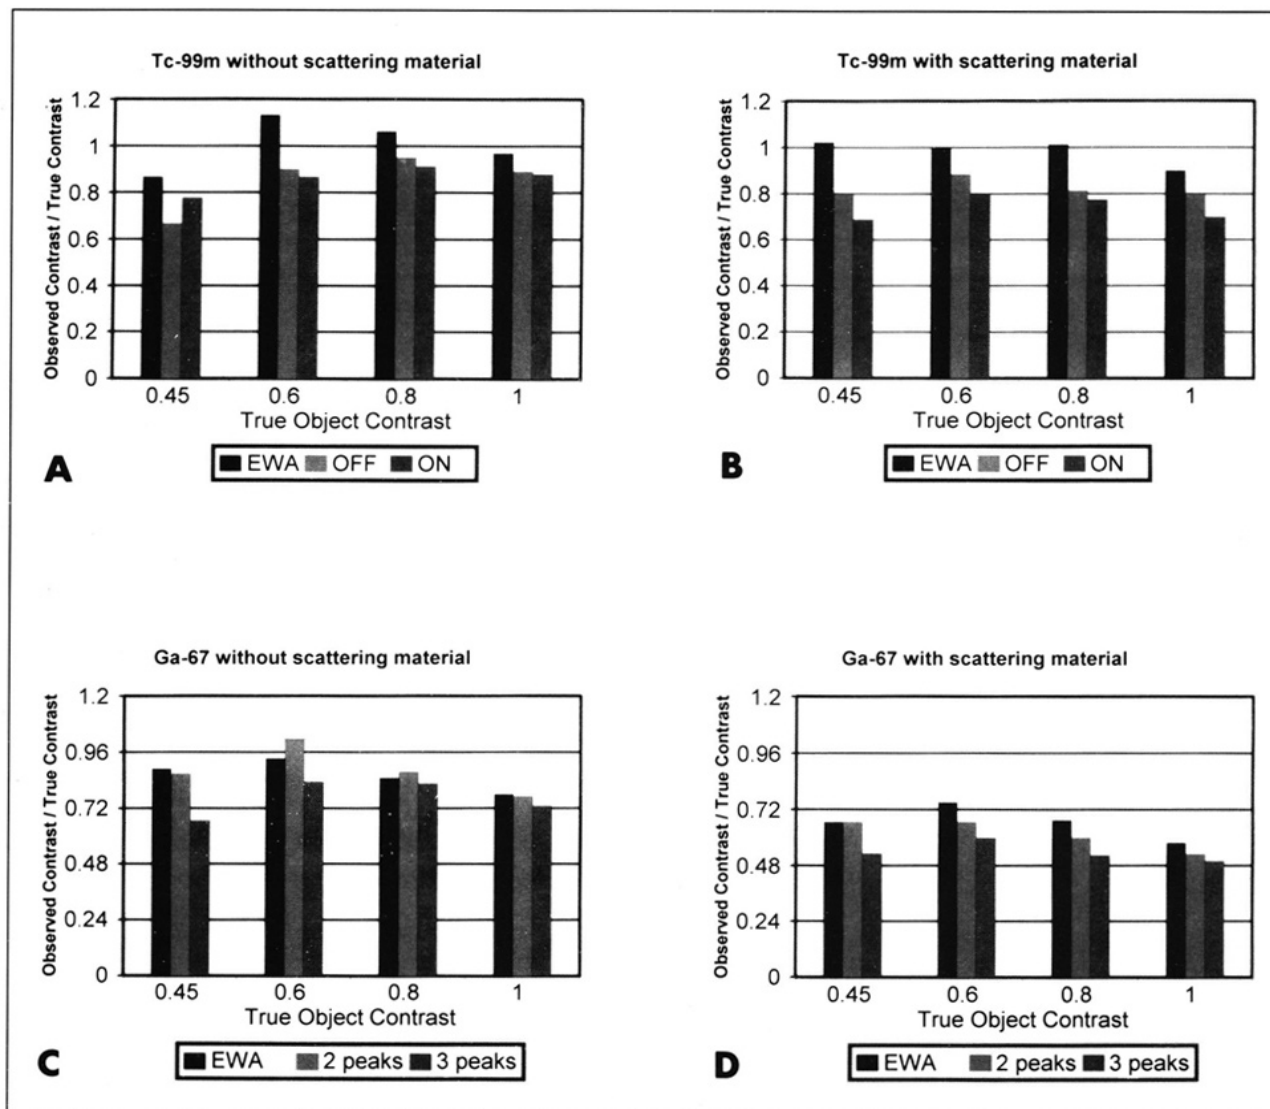 Tc-99m without scattering material
Observed Contrast / True Contrast
1.2
1
0.8
0.6
0.4
0.2
0
0.45 0.6 0.8 1
True Object Contrast
A
EWA OFF ON
Tc-99m with scattering material
Observed Contrast / True Contrast
1.2
1
0.8
0.6
0.4
0.2
0
0.45 0.6 0.8 1
True Object Contrast
B
EWA OFF ON
Ga-67 without scattering material
Observed Contrast / True Contrast
1.2
0.96
0.72
0.48
0.24
0
0.45 0.6 0.8 1
True Object Contrast
C
EWA 2 peaks 3 peaks
Ga-67 with scattering material
Observed Contrast / True Contrast
1.2
0.96
0.72
0.48
0.24
0
0.45 0.6 0.8 1
True Object Contrast
D
EWA 2 peaks 3 peaks